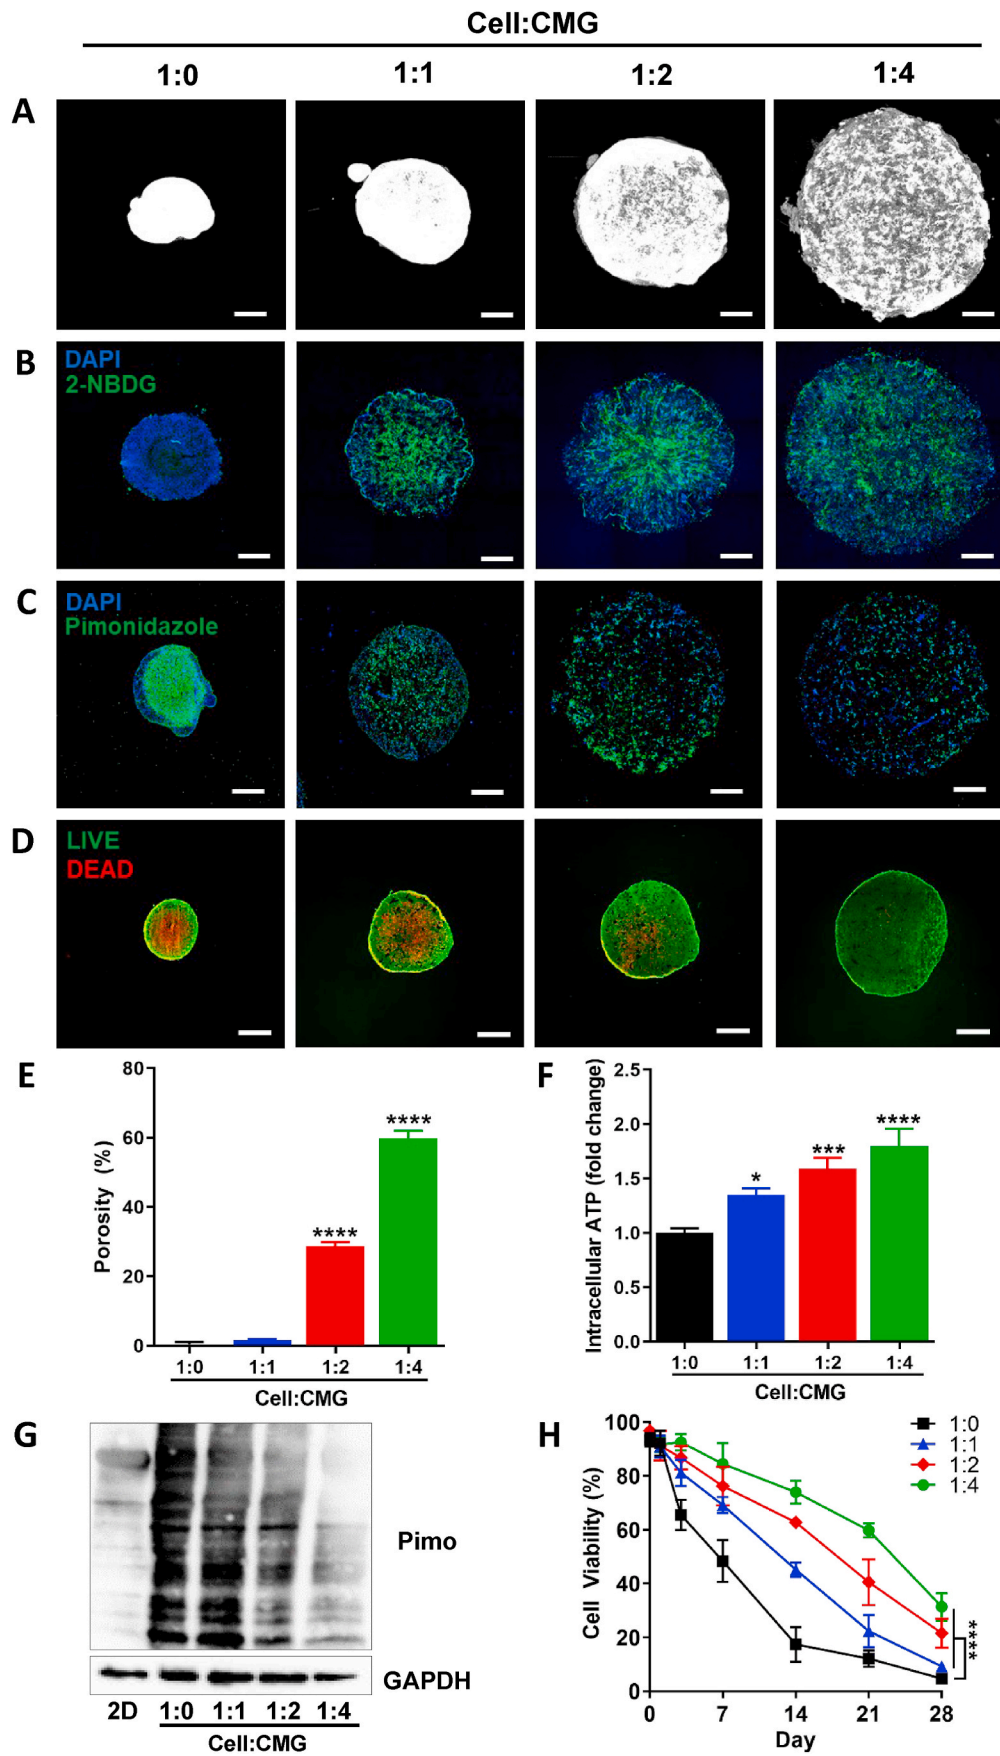 Cell:CMG
1:0 1:1 1:2 1:4
A
B
DAPI
2-NBDG
C
DAPI
Pimonidazole
D
LIVE
DEAD
E
80
60
40
20
0
Porosity (%)
****
****
1:0 1:1 1:2 1:4
Cell:CMG
F
2.5
2.0
1.5
1.0
0.5
0.0
Intracellular ATP (fold change)
*
***
****
1:0 1:1 1:2 1:4
Cell:CMG
G
Pimo
GAPDH
2D 1:0 1:1 1:2 1:4
Cell:CMG
H
100
80
60
40
20
0
Cell Viability (%)
1:0
1:1
1:2
1:4
****
0 7 14 21 28
Day